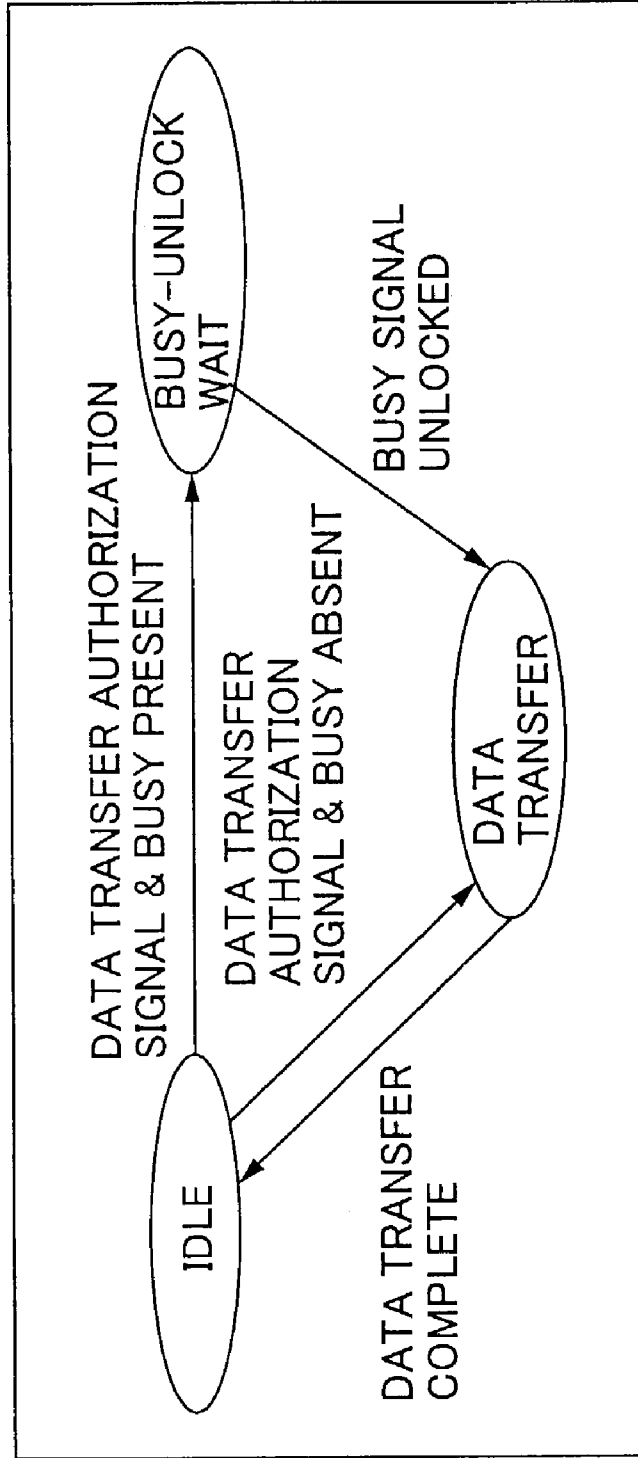 DATA TRANSFER AUTHORIZATION
SIGNAL & BUSY PRESENT
IDLE
BUSY-UNLOCK
WAIT
DATA TRANSFER
AUTHORIZATION
SIGNAL & BUSY ABSENT
BUSY SIGNAL
UNLOCKED
DATA TRANSFER
COMPLETE
DATA
TRANSFER